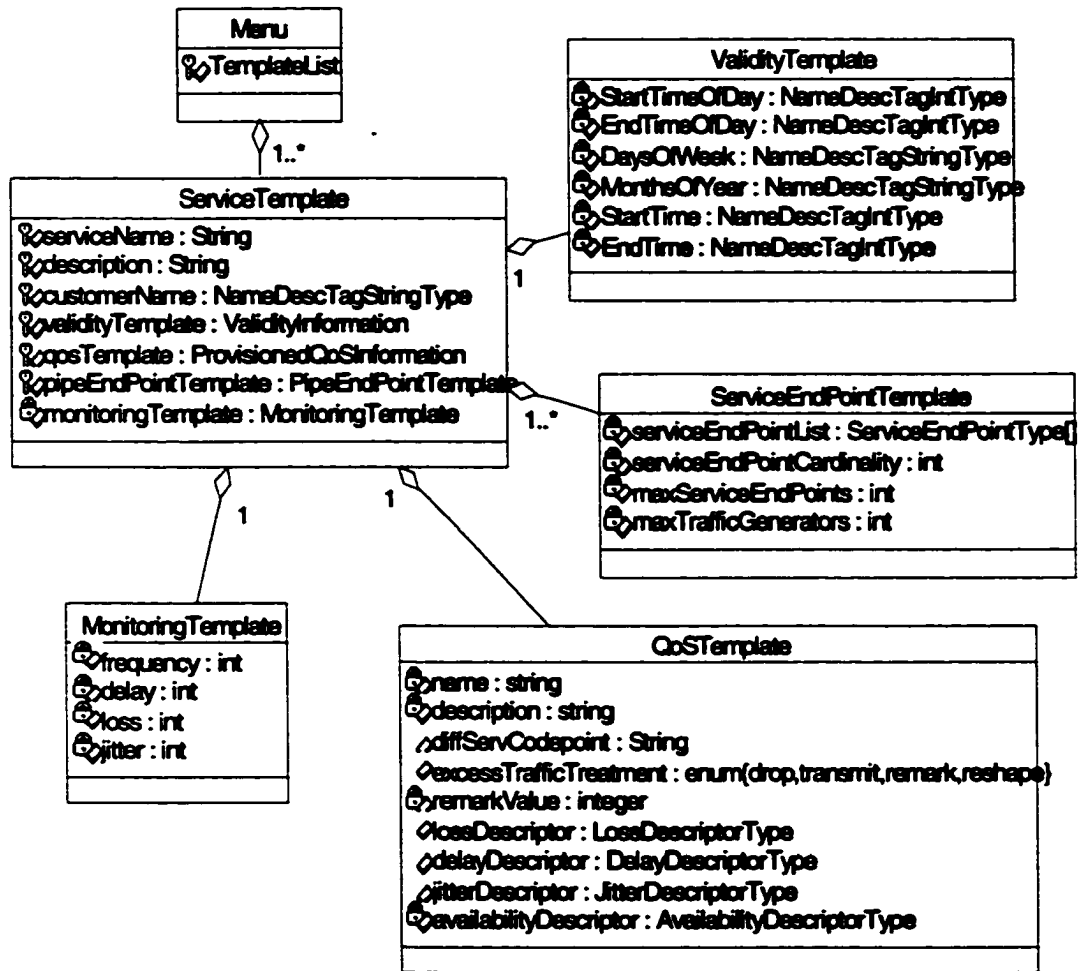 Menu
TemplateList
1..*
ServiceTemplate
serviceName : String
description : String
customerName : NameDescTagStringType
validityTemplate : ValidityInformation
qosTemplate : ProvisionedQoSInformation
pipeEndPointTemplate : PipeEndPointTemplate
monitoringTemplate : MonitoringTemplate
1
ValidityTemplate
StartTimeOfDay : NameDescTagIntType
EndTimeOfDay : NameDescTagIntType
DaysOfWeek : NameDescTagStringType
MonthsOfYear : NameDescTagStringType
StartTime : NameDescTagIntType
EndTime : NameDescTagIntType
1..*
ServiceEndPointTemplate
serviceEndPointList : ServiceEndPointType[]
serviceEndPointCardinality : int
maxServiceEndPoints : int
maxTrafficGenerators : int
1
1
MonitoringTemplate
frequency : int
delay : int
loss : int
jitter : int
QoSTemplate
name : string
description : string
diffServCodepoint : String
excessTrafficTreatment : enum{drop,transmit,remark,reshape}
remarkValue : integer
lossDescriptor : LossDescriptorType
delayDescriptor : DelayDescriptorType
jitterDescriptor : JitterDescriptorType
availabilityDescriptor : AvailabilityDescriptorType